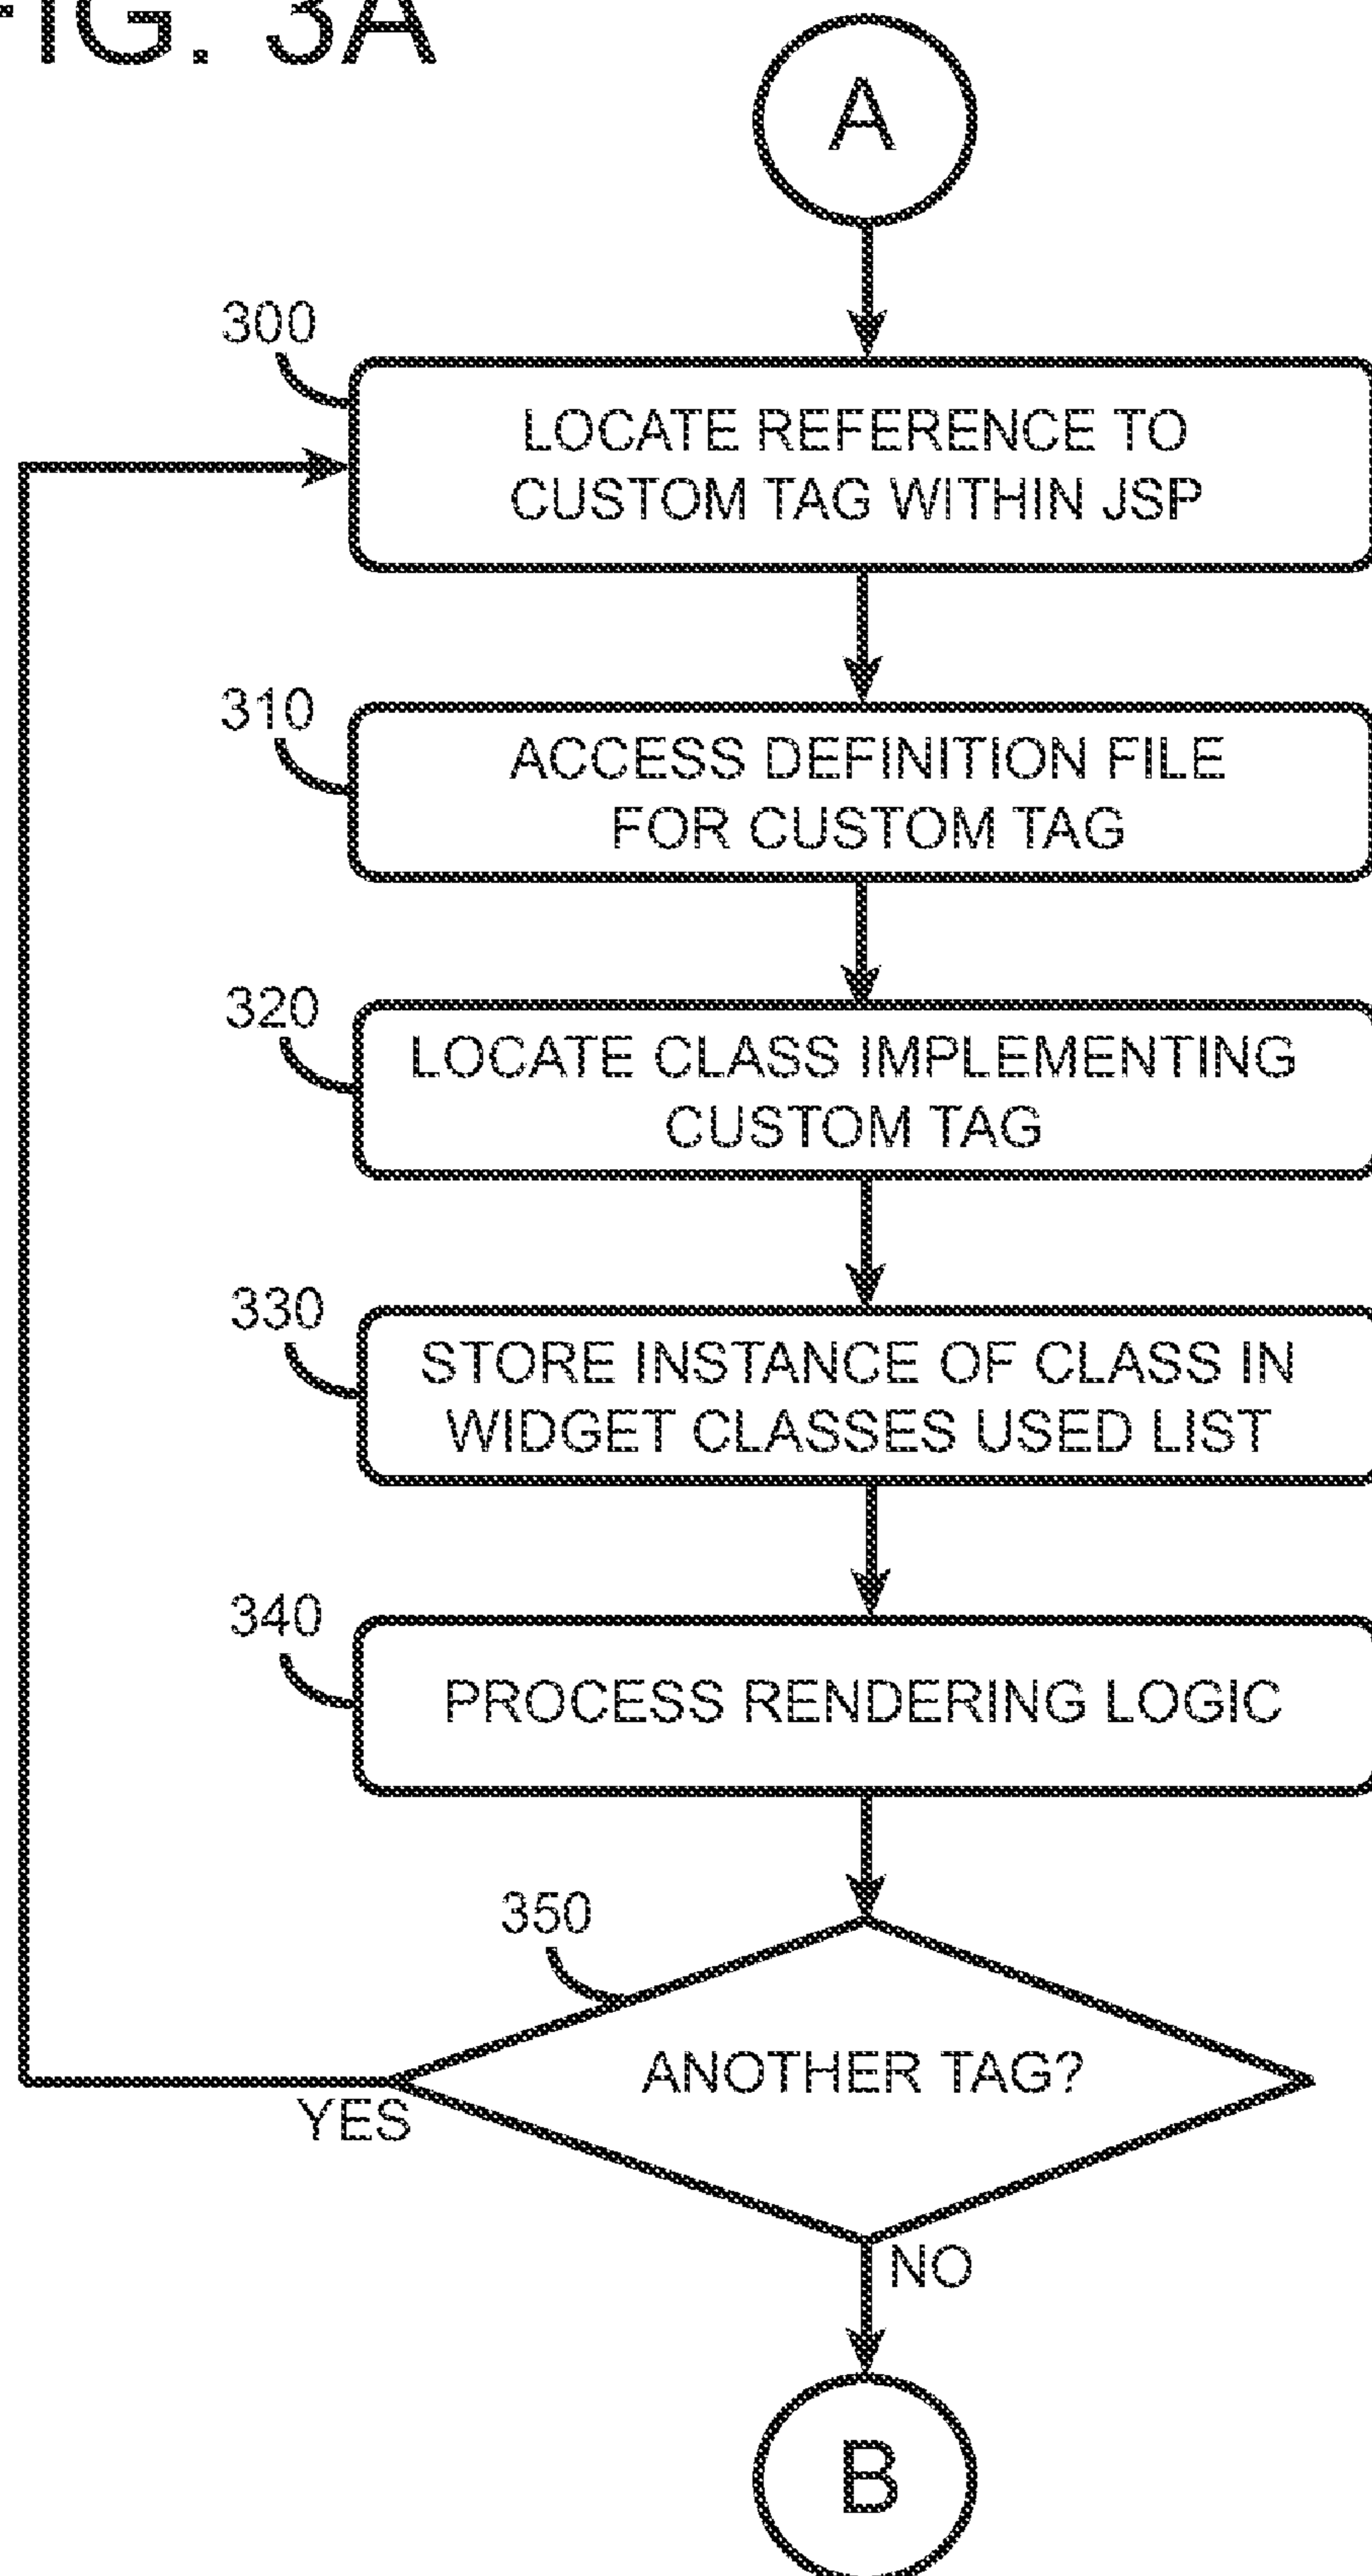 FIG. 3A
A
300
LOCATE REFERENCE TO
CUSTOM TAG WITHIN JSP
310
ACCESS DEFINITION FILE
FOR CUSTOM TAG
320
LOCATE CLASS IMPLEMENTING
CUSTOM TAG
330
STORE INSTANCE OF CLASS IN
WIDGET CLASSES USED LIST
340
PROCESS RENDERING LOGIC
350
ANOTHER TAG?
YES
NO
B